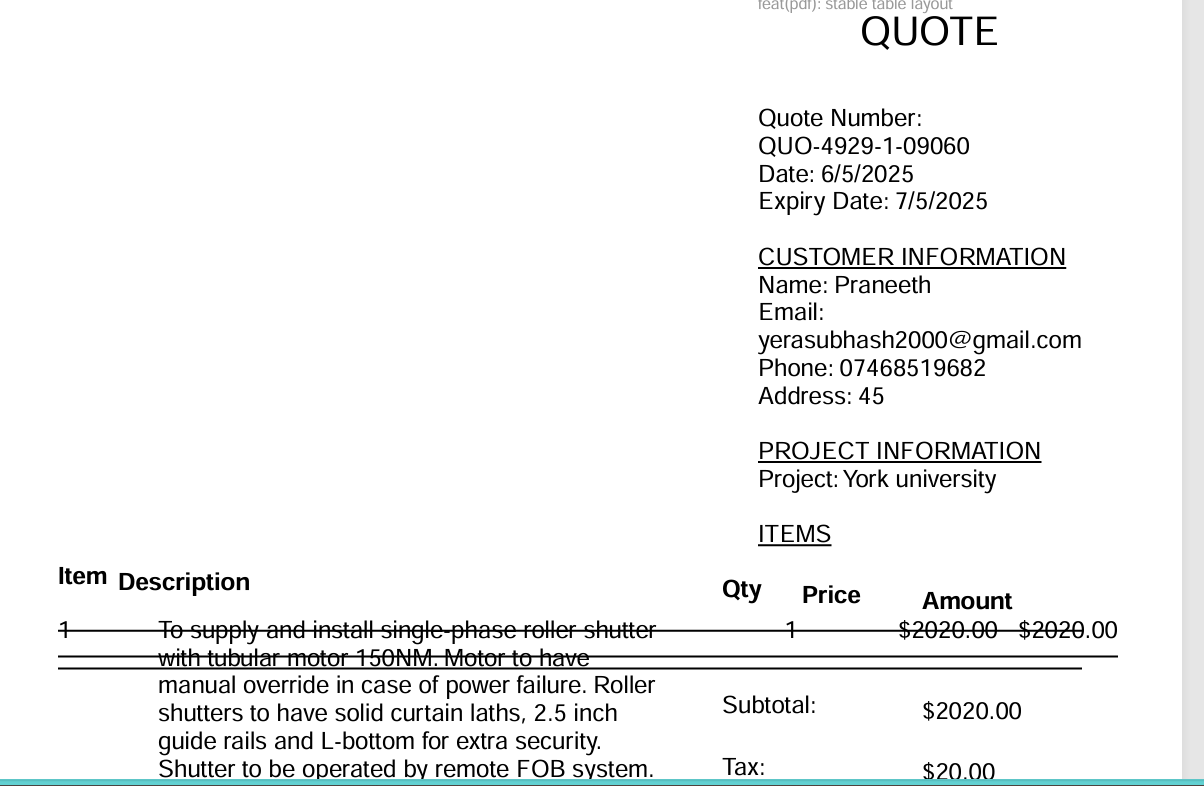 feat(pdf): stable table layout
QUOTE
Quote Number:
QUO-4929-1-09060
Date: 6/5/2025
Expiry Date: 7/5/2025
CUSTOMER INFORMATION
Name: Praneeth
Email:
yerasubhash2000@gmail.com
Phone: 07468519682
Address: 45
PROJECT INFORMATION
Project: York university
ITEMS
Item Description Qty Price Amount
1 To supply and install single-phase roller shutter 1 $2020.00 $2020.00
with tubular motor 150NM. Motor to have
manual override in case of power failure. Roller
shutters to have solid curtain laths, 2.5 inch
guide rails and L-bottom for extra security.
Shutter to be operated by remote FOB system.
Subtotal: $2020.00
Tax: $20.00